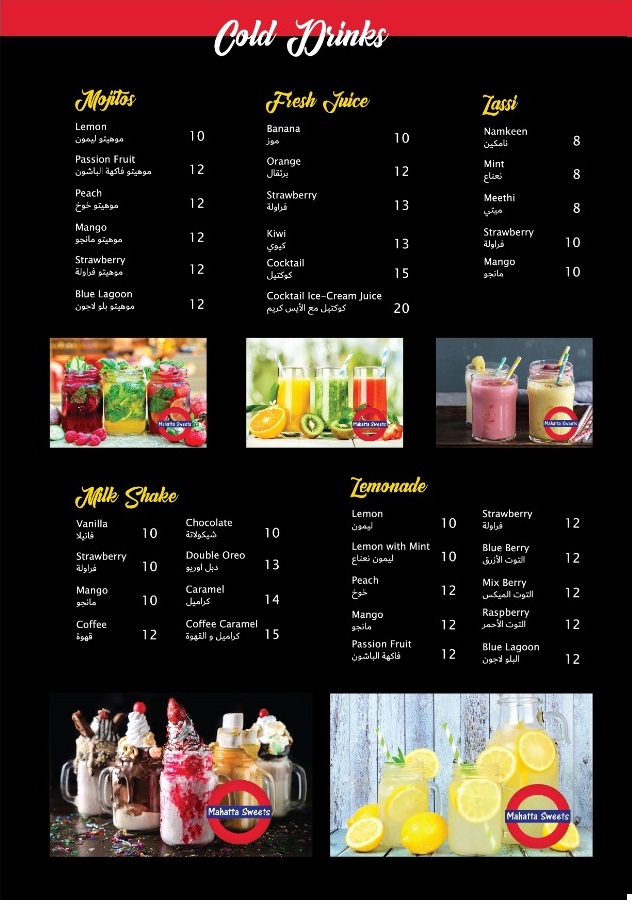 Cold Drinks
Mojitos
Lemon
موهيتو ليمون
10
Passion Fruit
موهيتو فاكهة الباشون
12
Peach
موهيتو خوخ
12
Mango
موهيتو مانجو
12
Strawberry
موهيتو فراولة
12
Blue Lagoon
موهيتو بلو لاجون
12
Fresh Juice
Banana
موز
10
Orange
برتقال
12
Strawberry
فراولة
13
Kiwi
كيوي
13
Cocktail
كوكتيل
15
Cocktail Ice-Cream Juice
كوكتيل مع الأيس كريم
20
Lassi
Namkeen
نامكين
8
Mint
نعناع
8
Meethi
ميتي
8
Strawberry
فراولة
10
Mango
مانجو
10
Mahatta Sweets
Mahatta Sweets
Mahatta Sweets
Milk Shake
Vanilla
فانيلا
10
Strawberry
فراولة
10
Mango
مانجو
10
Coffee
قهوة
12
Chocolate
شيكولاتة
10
Double Oreo
دبل اوريو
13
Caramel
كراميل
14
Coffee Caramel
كراميل و القهوة
15
Lemonade
Lemon
ليمون
10
Lemon with Mint
ليمون نعناع
10
Peach
خوخ
12
Mango
مانجو
12
Passion Fruit
فاكهة الباشون
12
Strawberry
فراولة
12
Blue Berry
التوت الأزرق
12
Mix Berry
التوت الميكس
12
Raspberry
التوت الأحمر
12
Blue Lagoon
البلو لاجون
12
Mahatta Sweets
Mahatta Sweets